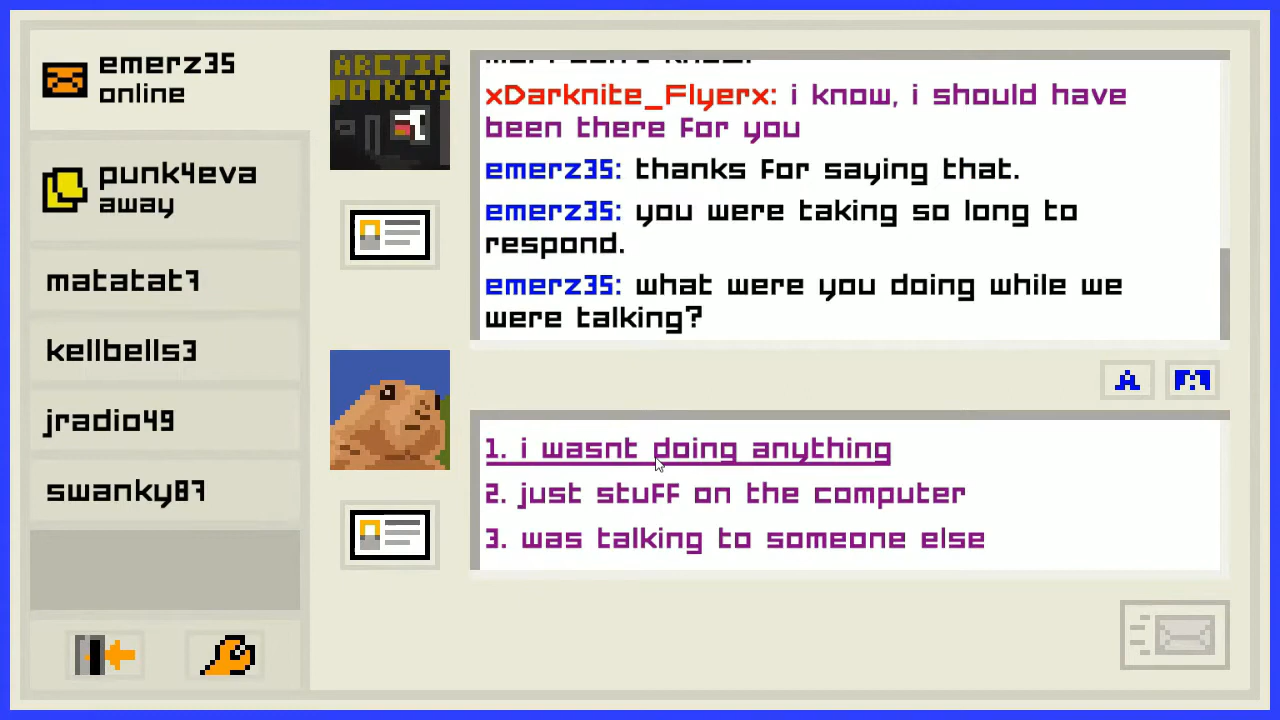 emerz35
online
punk4eva
away
matatat7
kellbells3
jradio49
swanky87
ARCTIC
MONKEYS
xDarknite_Flyerx: i know, i should have
been there for you
emerz35: thanks for saying that.
emerz35: you were taking so long to
respond.
emerz35: what were you doing while we
were talking?
A
1. i wasnt doing anything
2. just stuff on the computer
3. was talking to someone else